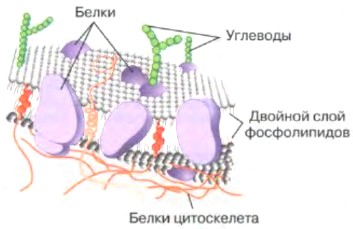 Белки
Углеводы
Двойной слой
фосфолипидов
Белки цитоскелета